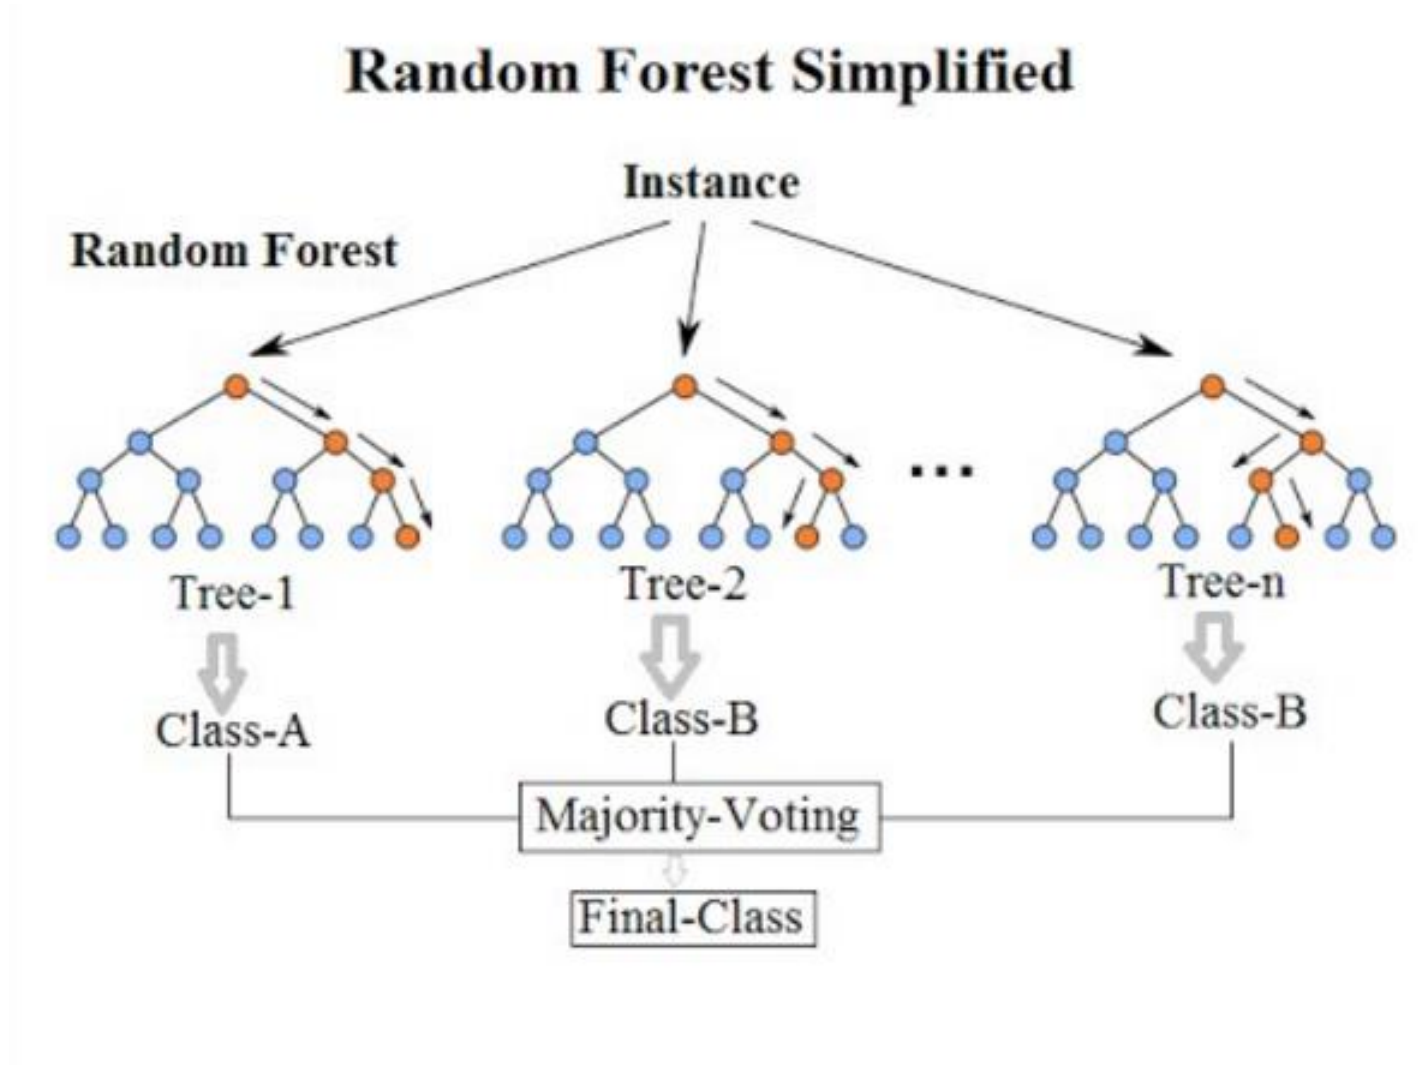 Random Forest Simplified
Instance
Random Forest
...
Tree-1
Tree-2
Tree-n
Class-A
Class-B
Class-B
Majority-Voting
Final-Class